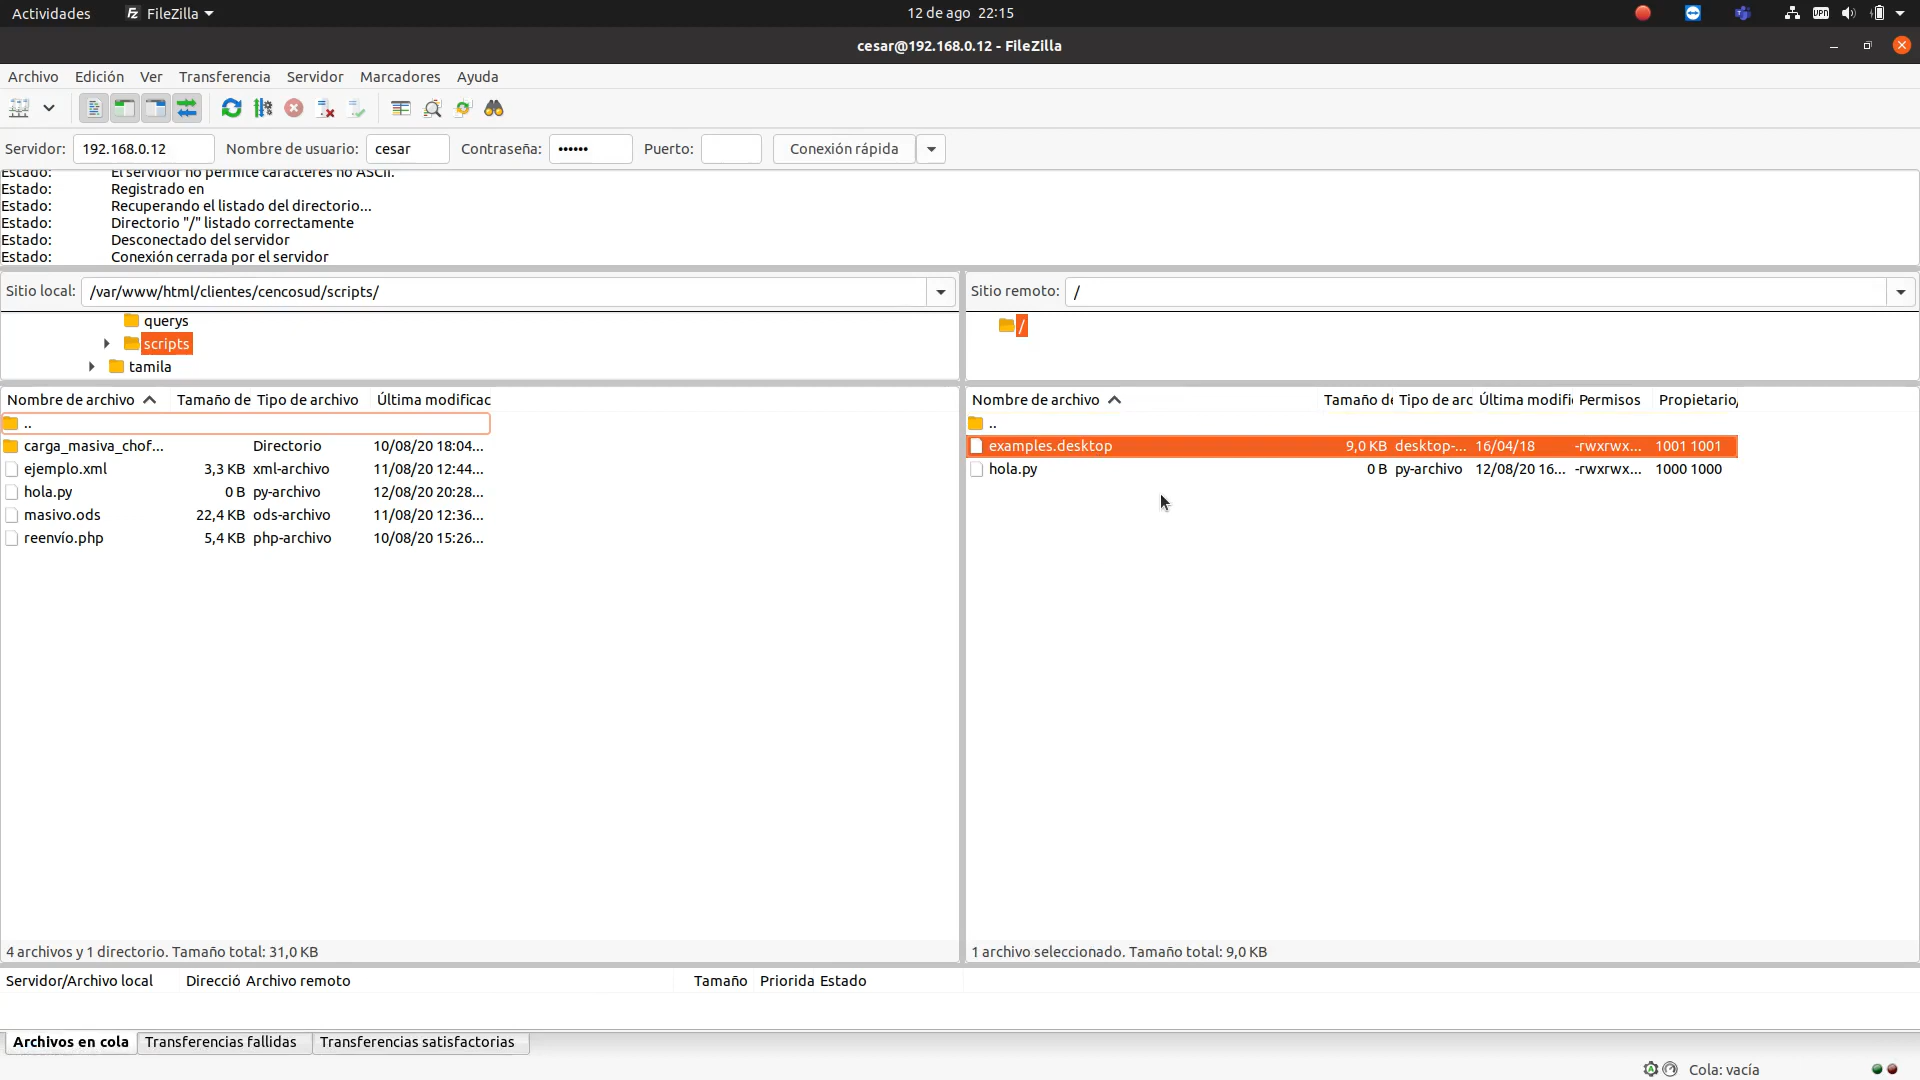 Actividades FileZilla 12 de ago 22:15 VPN
cesar@192.168.0.12 - FileZilla
Archivo Edición Ver Transferencia Servidor Marcadores Ayuda
Servidor: 192.168.0.12 Nombre de usuario: cesar Contraseña: •••••• Puerto: Conexión rápida
Estado: El servidor no permite caracteres no ASCII.
Estado: Registrado en
Estado: Recuperando el listado del directorio...
Estado: Directorio "/" listado correctamente
Estado: Desconectado del servidor
Estado: Conexión cerrada por el servidor
Sitio local: /var/www/html/clientes/cencosud/scripts/
querys
scripts
tamila
Nombre de archivo Tamaño de Tipo de archivo Última modificac
..
carga_masiva_chof... Directorio 10/08/20 18:04...
ejemplo.xml 3,3 KB xml-archivo 11/08/20 12:44...
hola.py 0 B py-archivo 12/08/20 20:28...
masivo.ods 22,4 KB ods-archivo 11/08/20 12:36...
reenvío.php 5,4 KB php-archivo 10/08/20 15:26...
4 archivos y 1 directorio. Tamaño total: 31,0 KB
Sitio remoto: /
/
Nombre de archivo Tamaño de Tipo de arc Última modifi Permisos Propietario/
..
examples.desktop 9,0 KB desktop-... 16/04/18 -rwxrwx... 1001 1001
hola.py 0 B py-archivo 12/08/20 16... -rwxrwx... 1000 1000
1 archivo seleccionado. Tamaño total: 9,0 KB
Servidor/Archivo local Direcció Archivo remoto Tamaño Priorida Estado
Archivos en cola Transferencias fallidas Transferencias satisfactorias
Cola: vacía